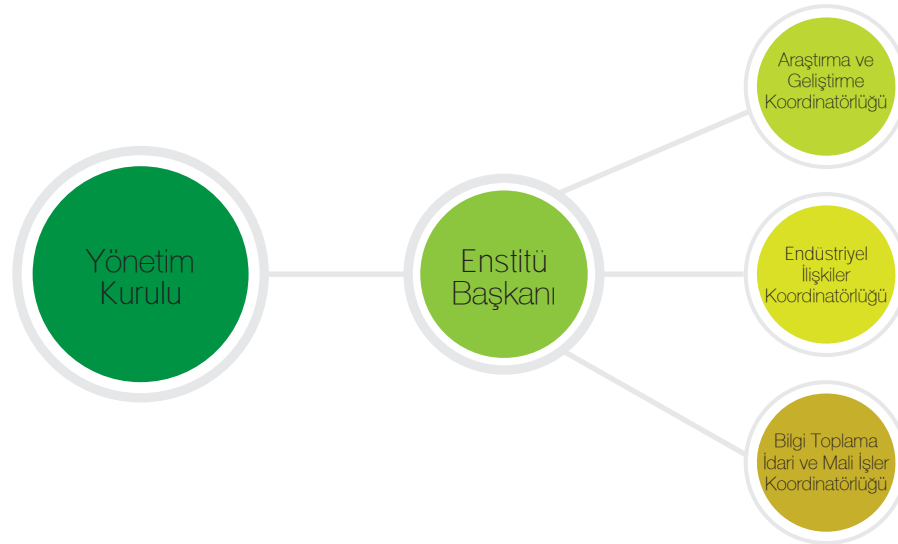 Yönetim
Kurulu
Enstitü
Başkanı
Araştırma ve
Geliştirme
Koordinatörlüğü
Endüstriyel
İlişkiler
Koordinatörlüğü
Bilgi Toplama
İdari ve Mali İşler
Koordinatörlüğü